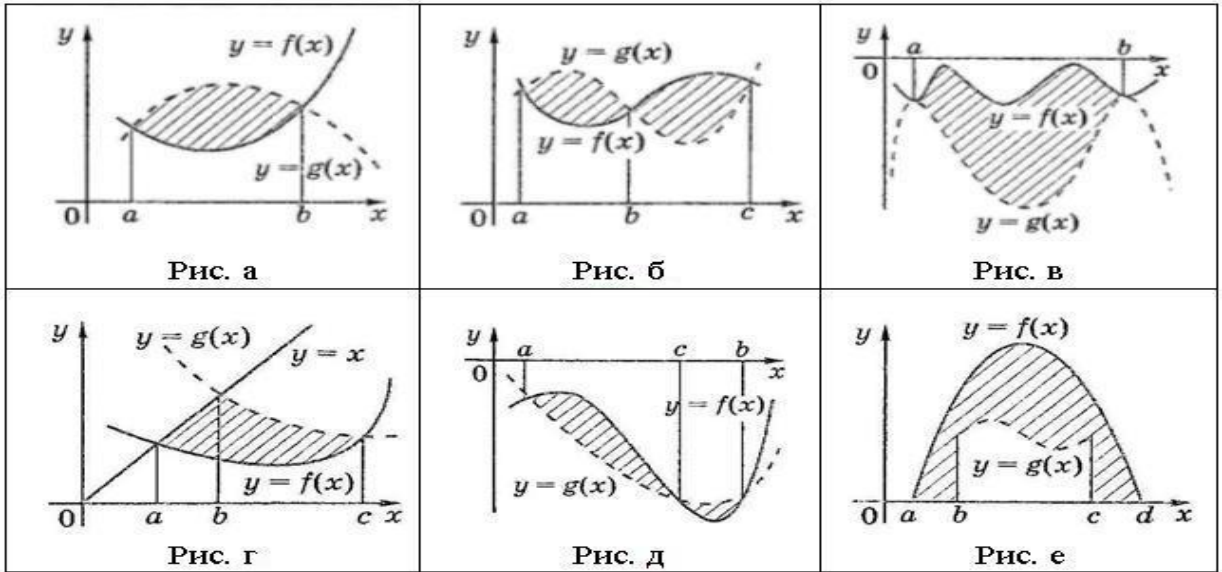 y
y = f(x)
y = g(x)
0
a
b
x
Рис. а
y
y = g(x)
y = f(x)
0
a
b
c
x
Рис. б
y
a
b
0
x
y = f(x)
y = g(x)
Рис. в
y
y = g(x)
y = x
y = f(x)
0
a
b
c
x
Рис. г
y
a
c
b
0
x
y = f(x)
y = g(x)
Рис. д
y
y = f(x)
y = g(x)
0
a
b
c
d
x
Рис. е